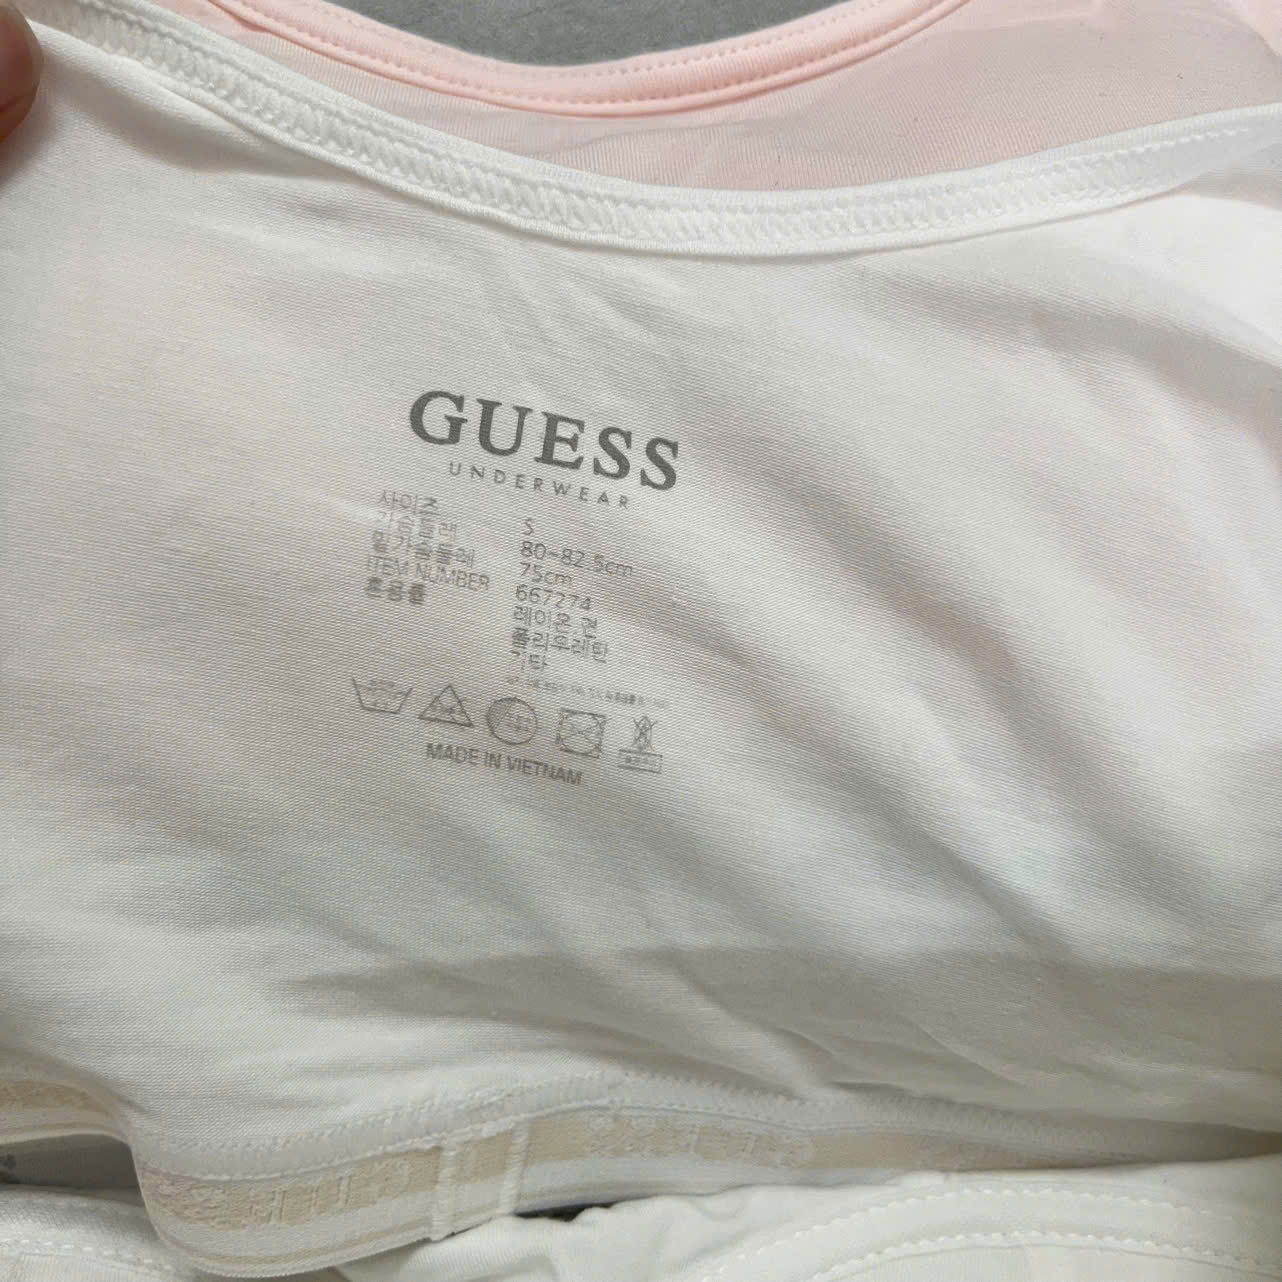 GUESS
UNDERWEAR
사이즈 S
가슴둘레 80-82.5cm
밑가슴둘레 75cm
ITEM NUMBER 667274
혼용률 레이온,면
폴리우레탄
기타
MADE IN VIETNAM